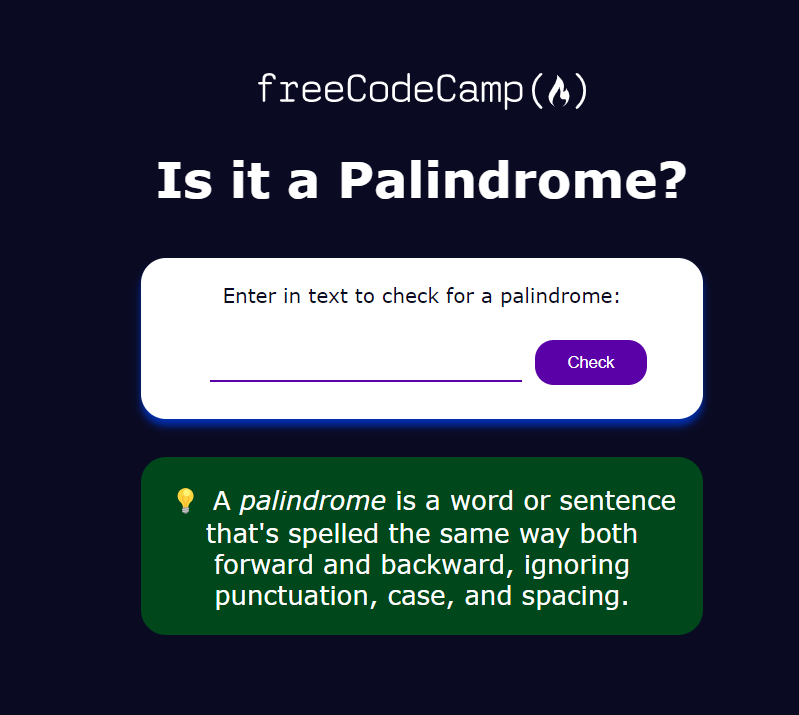 freeCodeCamp(🔥)
Is it a Palindrome?
Enter in text to check for a palindrome:
Check
💡 A palindrome is a word or sentence
that's spelled the same way both
forward and backward, ignoring
punctuation, case, and spacing.